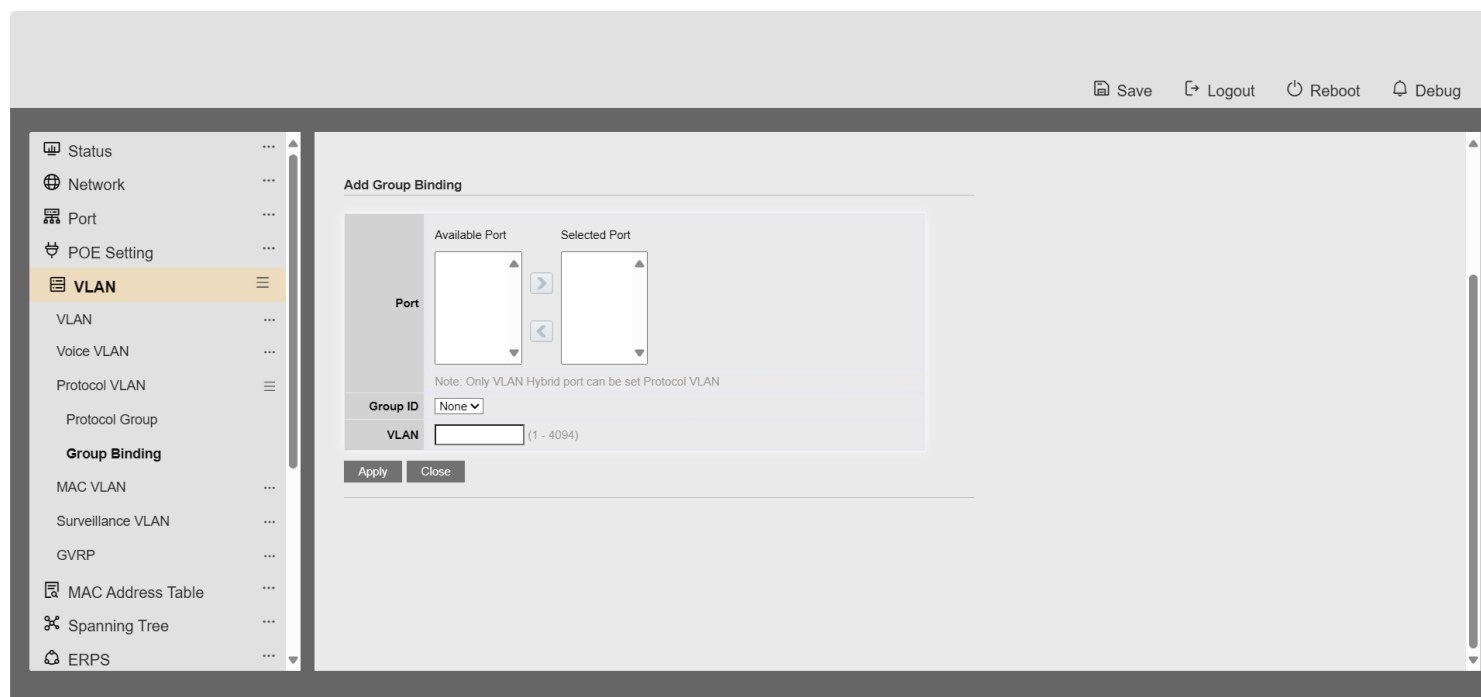 Save Logout Reboot Debug
Status
Network
Port
POE Setting
VLAN
VLAN
Voice VLAN
Protocol VLAN
Protocol Group
Group Binding
MAC VLAN
Surveillance VLAN
GVRP
MAC Address Table
Spanning Tree
ERPS
Add Group Binding
Available Port Selected Port
Port
Note: Only VLAN Hybrid port can be set Protocol VLAN
Group ID None
VLAN (1 - 4094)
Apply Close